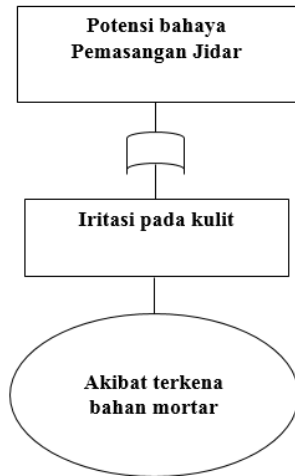 Potensi bahaya
Pemasangan Jidar
Iritasi pada kulit
Akibat terkena
bahan mortar